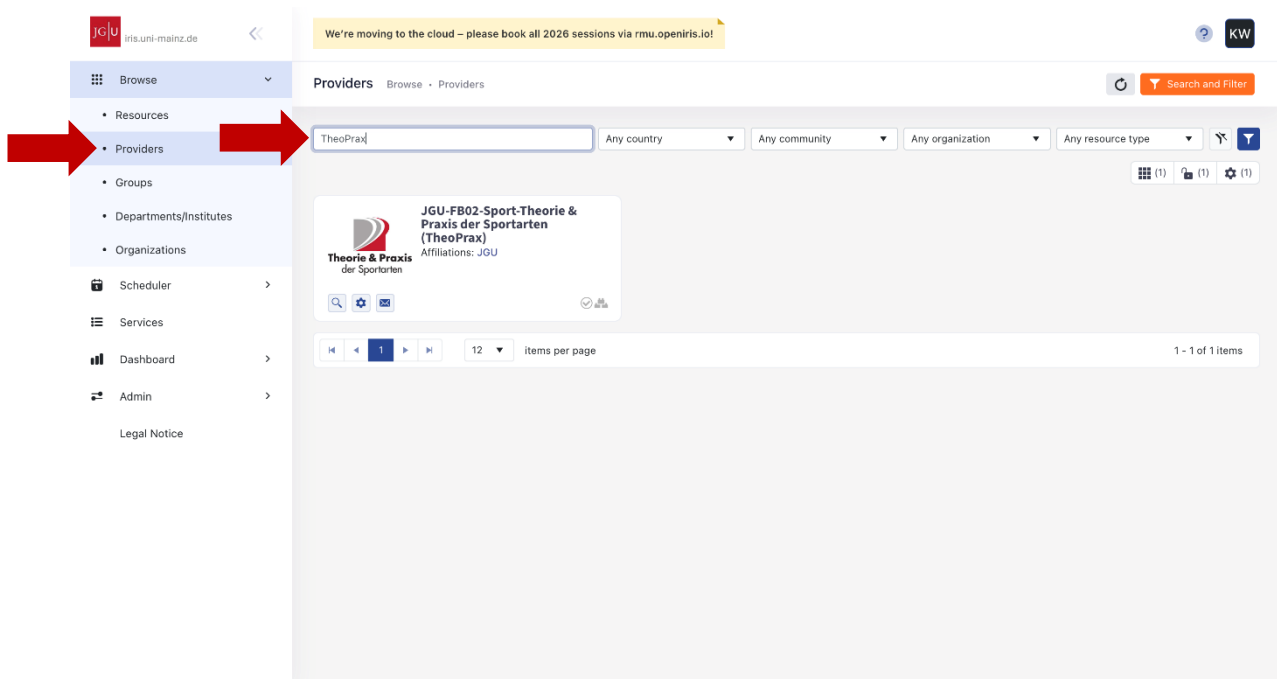 JG|U iris.uni-mainz.de
We're moving to the cloud – please book all 2026 sessions via rmu.openiris.io!
? KW
Browse
• Resources
• Providers
• Groups
• Departments/Institutes
• Organizations
Scheduler
Services
Dashboard
Admin
Legal Notice
Providers Browse • Providers
Search and Filter
TheoPrax Any country Any community Any organization Any resource type
(1) (1) (1)
Theorie & Praxis
der Sportarten
JGU-FB02-Sport-Theorie &
Praxis der Sportarten
(TheoPrax)
Affiliations: JGU
1 12 items per page 1 - 1 of 1 items